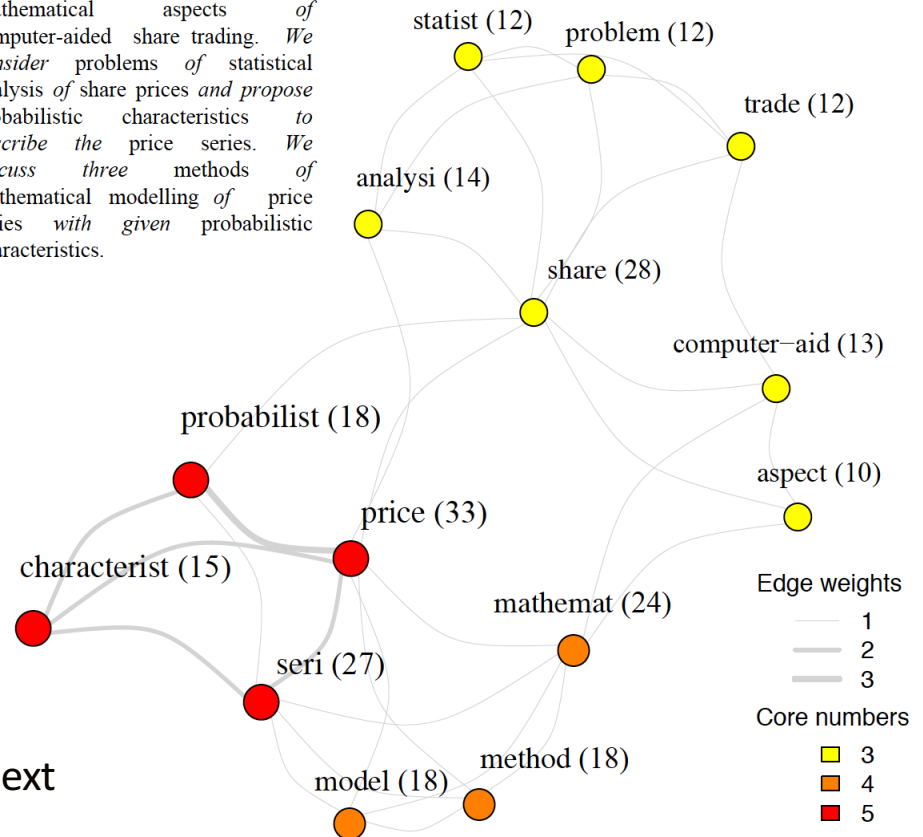 thematical aspects of
mputer-aided share trading. We
nsider problems of statistical
alysis of share prices and propose
babilistic characteristics to
cribe the price series. We
cuss three methods of
thematical modelling of price
ies with given probabilistic
aracteristics.
statist (12)
problem (12)
trade (12)
analysi (14)
share (28)
computer−aid (13)
probabilist (18)
aspect (10)
price (33)
characterist (15)
mathemat (24)
seri (27)
method (18)
model (18)
ext
Edge weights
1
2
3
Core numbers
3
4
5